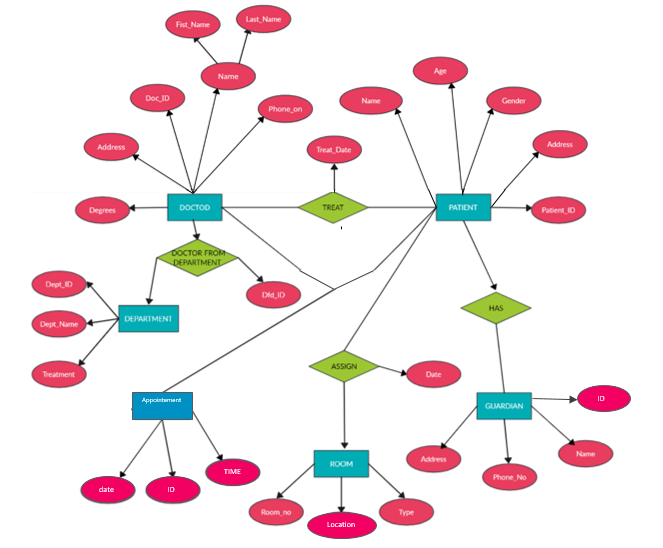 Fist_Name
Last_Name
Name
Age
Doc_ID
Name
Gender
Phone_on
Address
Treat_Date
Address
Degrees
DOCTOD
TREAT
PATIENT
Patient_ID
DOCTOR FROM
DEPARTMENT
Dept_ID
Dfd_ID
HAS
Dept_Name
DEPARTMENT
Treatment
ASSIGN
Date
Appointement
GUARDIAN
ID
Address
Name
ROOM
TIME
Phone_No
date
ID
Room_no
Location
Type